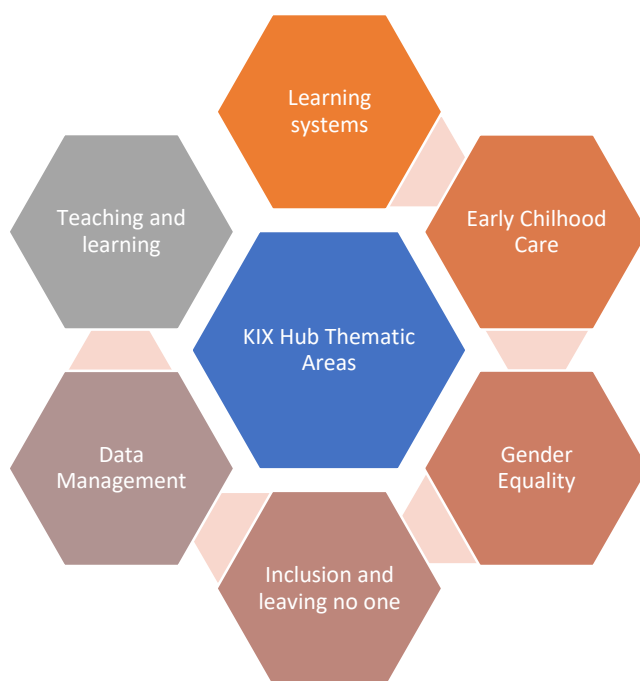 Learning
systems
Early Chilhood
Care
Teaching and
learning
KIX Hub Thematic
Areas
Gender
Equality
Data
Management
Inclusion and
leaving no one